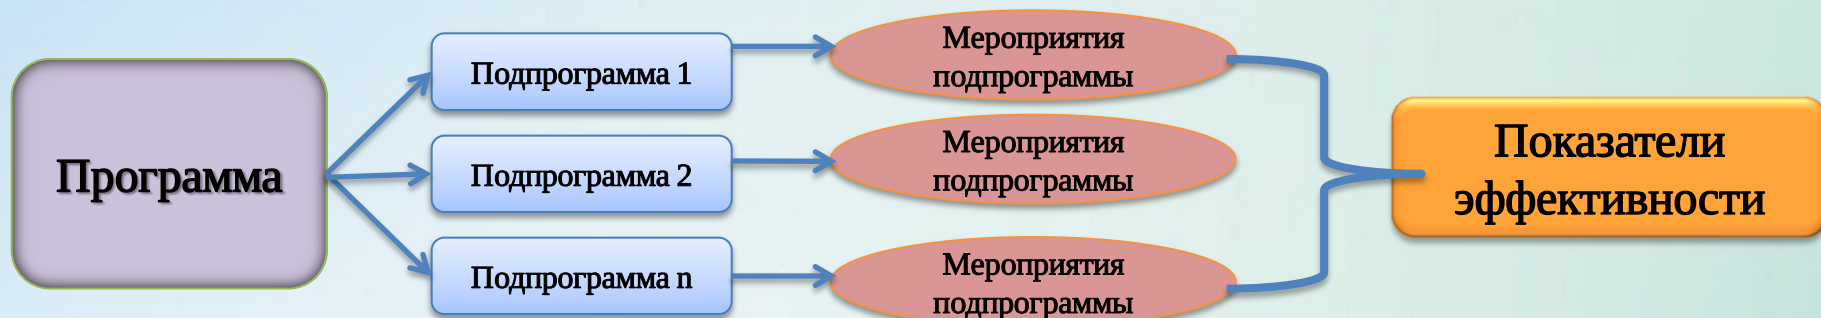 Программа
Подпрограмма 1
Мероприятия
подпрограммы
Подпрограмма 2
Мероприятия
подпрограммы
Подпрограмма n
Мероприятия
подпрограммы
Показатели
эффективности